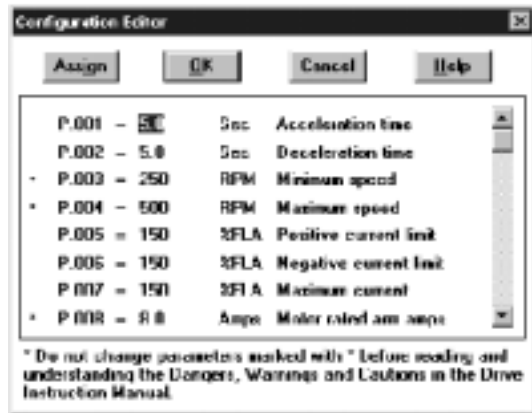 Configuration Editor
Assign OK Cancel Help
P.001 = Sec Acceleration time
P.002 = 5.0 Sec Deceleration time
* P.003 = 250 RPM Minimum speed
* P.004 = 500 RPM Maximum speed
P.005 = 150 %FLA Positive current limit
P.006 = 150 %FLA Negative current limit
P.007 = 150 %FLA Maximum current
* P.008 = 8.0 Amps Motor rated arm amps
* Do not change parameters marked with * before reading and
understanding the Dangers, Warnings and Cautions in the Drive
Instruction Manual.